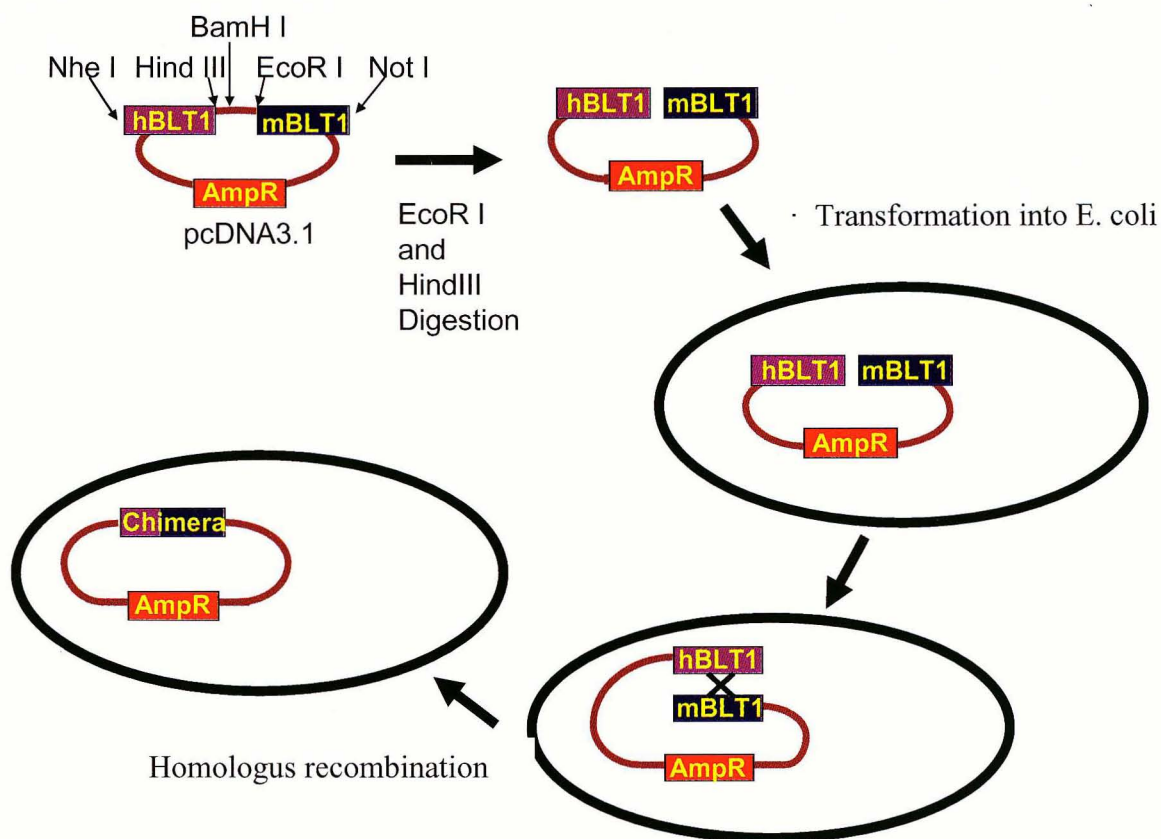 BamH I
Nhe I Hind III EcoR I Not I
hBLT1 mBLT1
AmpR
pcDNA3.1
EcoR I
and
HindIII
Digestion
hBLT1 mBLT1
AmpR
Transformation into E. coli
hBLT1 mBLT1
AmpR
hBLT1
mBLT1
AmpR
Homologus recombination
Chimera
AmpR